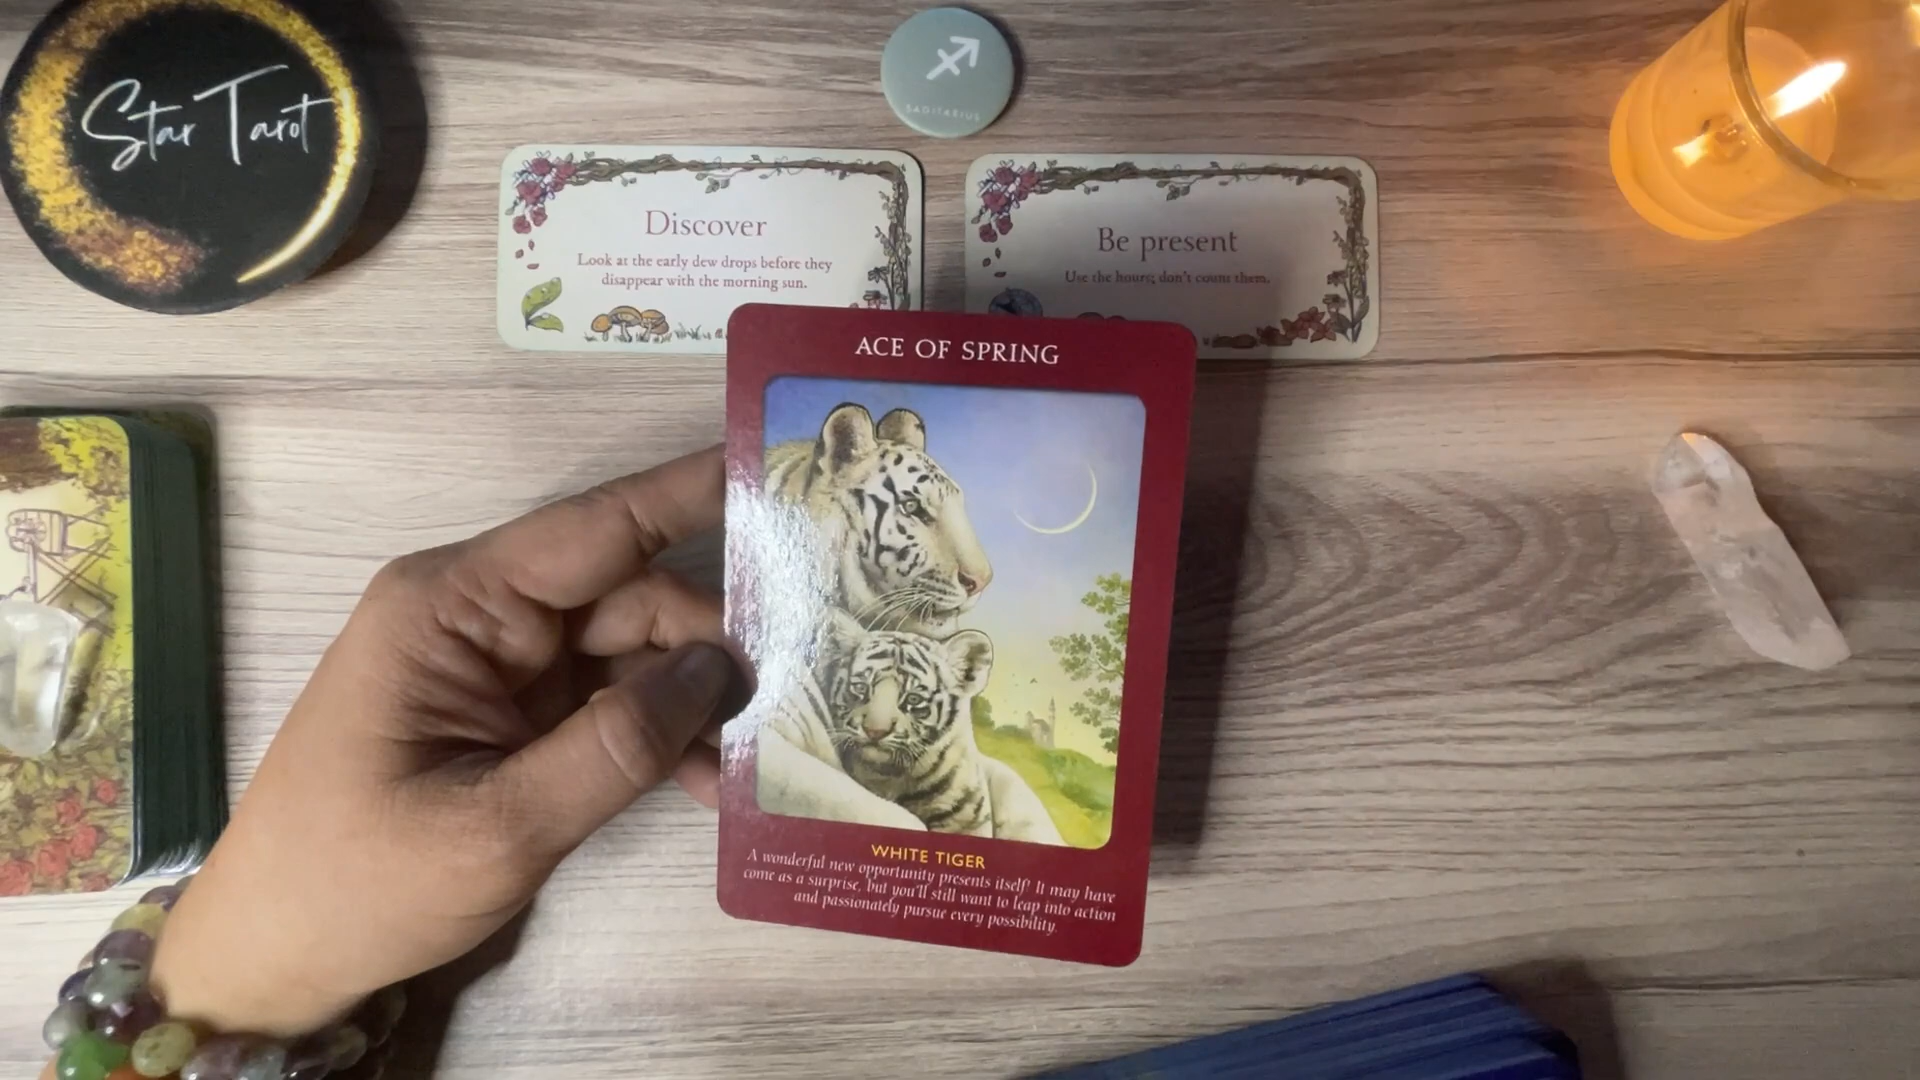 Star Tarot
SAGITARIUS
Discover
Look at the early dew drops before they
disappear with the morning sun.
Be present
Use the hours; don't count them.
ACE OF SPRING
WHITE TIGER
A wonderful new opportunity presents itself! It may have
come as a surprise, but you'll still want to leap into action
and passionately pursue every possibility.